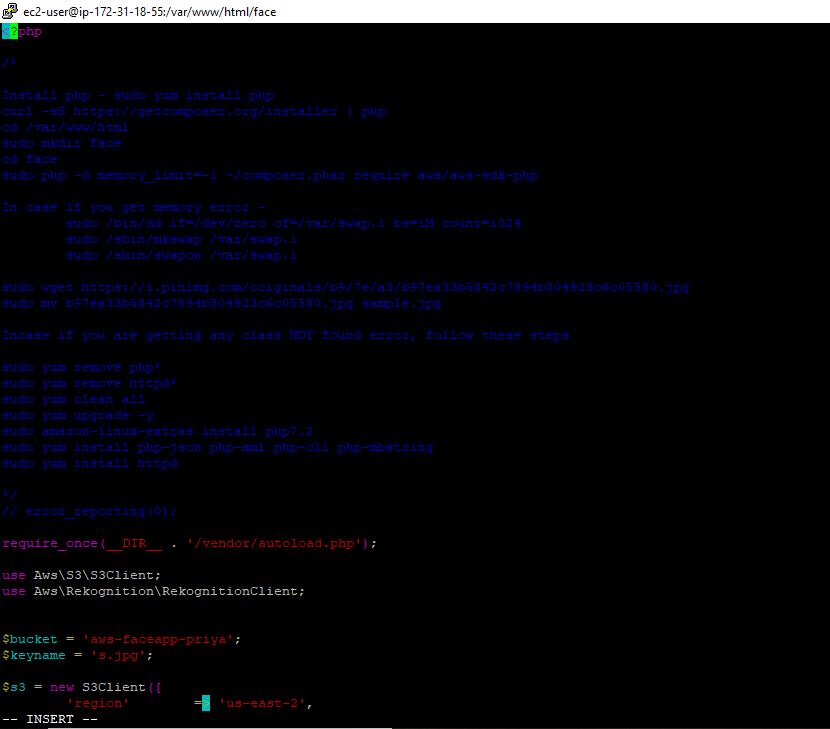 ec2-user@ip-172-31-18-55:/var/www/html/face
<?php
/*
Install php - sudo yum install php
curl -sS https://getcomposer.org/installer | php
cd /var/www/html
sudo mkdir face
cd face
sudo php -d memory_limit=-1 ~/composer.phar require aws/aws-sdk-php
In case if you get memory error -
sudo /bin/dd if=/dev/zero of=/var/swap.1 bs=1M count=1024
sudo /sbin/mkswap /var/swap.1
sudo /sbin/swapon /var/swap.1
sudo wget https://i.pinimg.com/originals/b9/7e/a3/b97ea33b5842c7894b804923c6c05580.jpg
sudo mv b97ea33b5842c7894b804923c6c05580.jpg sample.jpg
Incase if you are getting any class NOT found error, follow these steps
sudo yum remove php*
sudo yum remove httpd*
sudo yum clean all
sudo yum upgrade -y
sudo amazon-linux-extras install php7.2
sudo yum install php-json php-xml php-cli php-mbstring
sudo yum install httpd
*/
// error_reporting(0);
require_once(__DIR__ . '/vendor/autoload.php');
use Aws\S3\S3Client;
use Aws\Rekognition\RekognitionClient;
$bucket = 'aws-faceapp-priya';
$keyname = 's.jpg';
$s3 = new S3Client([
'region' => 'us-east-2',
-- INSERT --